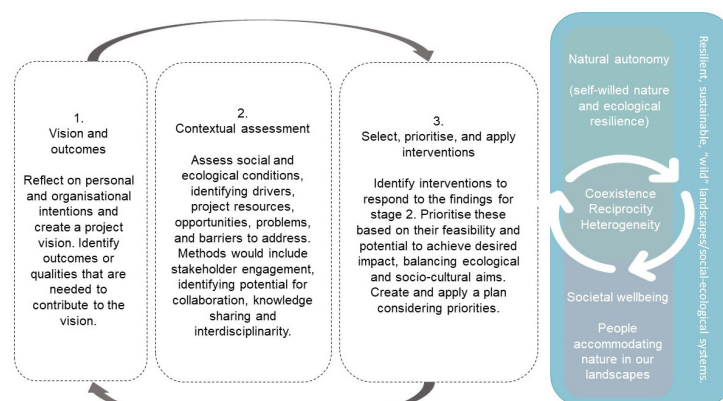 1.
Vision and
outcomes
Reflect on personal
and organisational
intentions and
create a project
vision. Identify
outcomes or
qualities that are
needed to
contribute to the
vision.
2.
Contextual assessment
Assess social and
ecological conditions,
identifying drivers,
project resources,
opportunities, problems,
and barriers to address.
Methods would include
stakeholder engagement,
identifying potential for
collaboration, knowledge
sharing and
interdisciplinarity.
3.
Select, prioritise, and apply
interventions
Identify interventions to
respond to the findings for
stage 2. Prioritise these
based on their feasibility and
potential to achieve desired
impact, balancing ecological
and socio-cultural aims.
Create and apply a plan
considering priorities.
Natural autonomy
(self-willed nature
and ecological
resilience)
Coexistence
Reciprocity
Heterogeneity
Societal wellbeing
People
accommodating
nature in our
landscapes
Resilient, sustainable, "wild" landscapes/social-ecological systems.